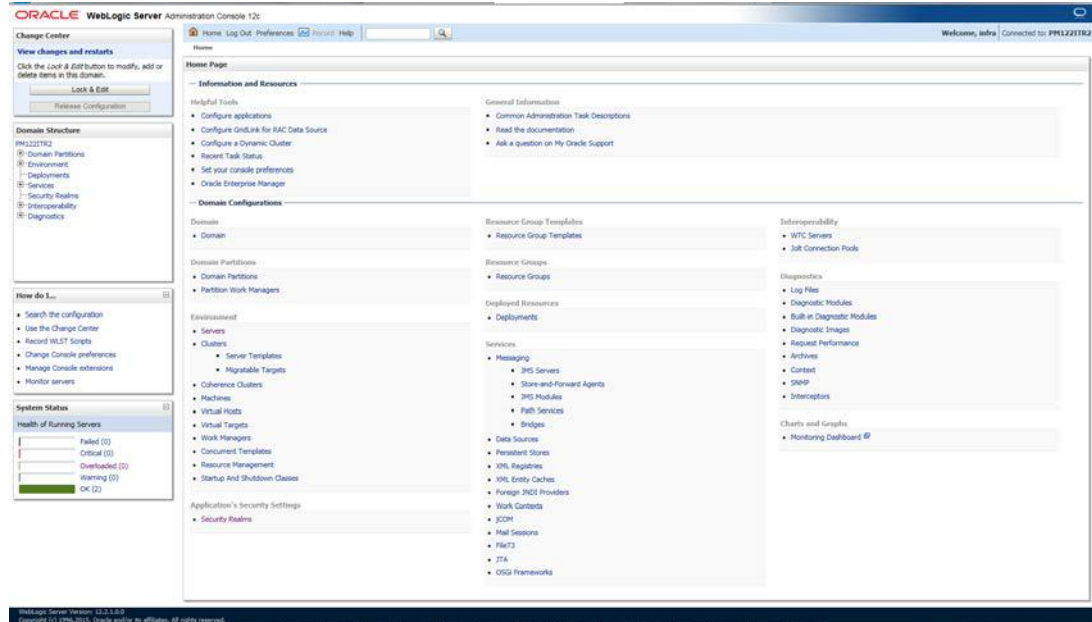 ORACLE WebLogic Server Administration Console 12c
Change Center
View changes and restarts
Click the Lock & Edit button to modify, add or
delete items in this domain.
Lock & Edit
Release Configuration
Domain Structure
PM122ITR2
Domain Partitions
Environment
Deployments
Services
Security Realms
Interoperability
Diagnostics
How do I...
Search the configuration
Use the Change Center
Record WLST Scripts
Change Console preferences
Manage Console extensions
Monitor servers
System Status
Health of Running Servers
Failed (0)
Critical (0)
Overloaded (0)
Warning (0)
OK (2)
Home Log Out Preferences Record Help
Welcome, infra Connected to: PM122ITR2
Home
Home Page
Information and Resources
Helpful Tools
Configure applications
Configure GridLink for RAC Data Source
Configure a Dynamic Cluster
Recent Task Status
Set your console preferences
Oracle Enterprise Manager
General Information
Common Administration Task Descriptions
Read the documentation
Ask a question on My Oracle Support
Domain Configurations
Domain
Domain
Domain Partitions
Domain Partitions
Partition Work Managers
Environment
Servers
Clusters
Server Templates
Migratable Targets
Coherence Clusters
Machines
Virtual Hosts
Virtual Targets
Work Managers
Concurrent Templates
Resource Management
Startup And Shutdown Classes
Application's Security Settings
Security Realms
Resource Group Templates
Resource Group Templates
Resource Groups
Resource Groups
Deployed Resources
Deployments
Services
Messaging
JMS Servers
Store-and-Forward Agents
JMS Modules
Path Services
Bridges
Data Sources
Persistent Stores
XML Registries
XML Entity Caches
Foreign JNDI Providers
Work Contexts
jCOM
Mail Sessions
FileT3
JTA
OSGi Frameworks
Interoperability
WTC Servers
Jolt Connection Pools
Diagnostics
Log Files
Diagnostic Modules
Built-in Diagnostic Modules
Diagnostic Images
Request Performance
Archives
Context
SNMP
Interceptors
Charts and Graphs
Monitoring Dashboard
WebLogic Server Version: 12.2.1.0.0
Copyright (c) 1996,2015, Oracle and/or its affiliates. All rights reserved.